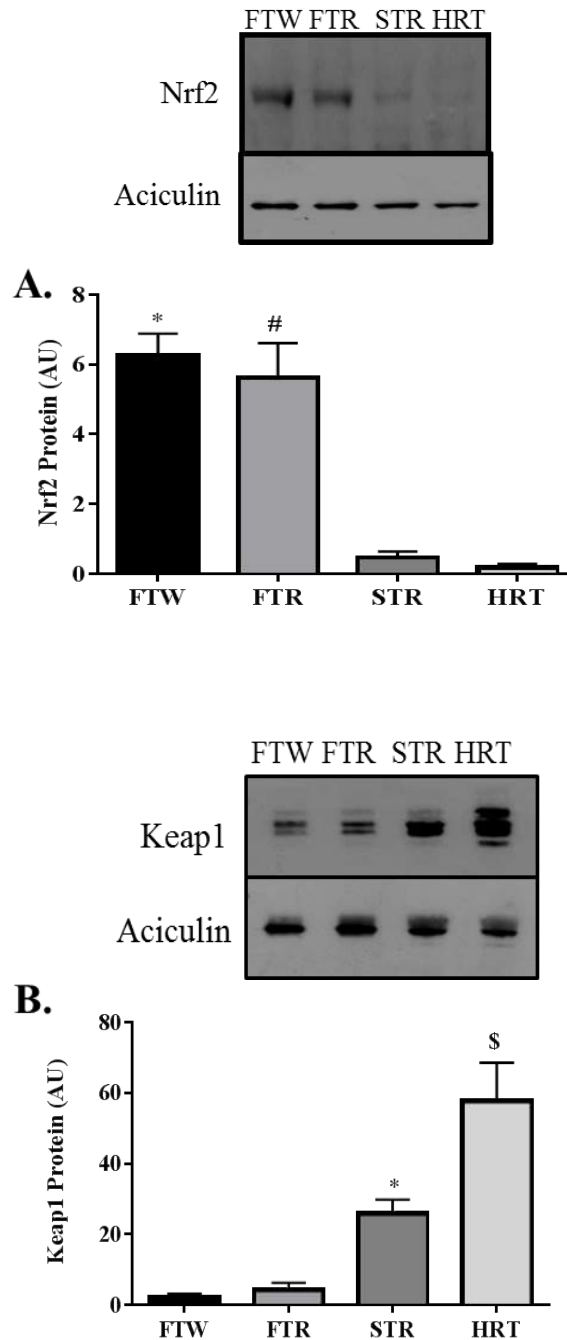 FTW FTR STR HRT
Nrf2
Aciculin
A.
8
*
#
6
4
2
0
Nrf2 Protein (AU)
FTW FTR STR HRT
FTW FTR STR HRT
Keap1
Aciculin
B.
80
$
60
40
*
20
0
Keap1 Protein (AU)
FTW FTR STR HRT